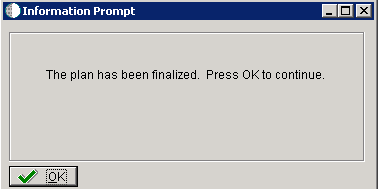 Information Prompt
The plan has been finalized. Press OK to continue.
OK